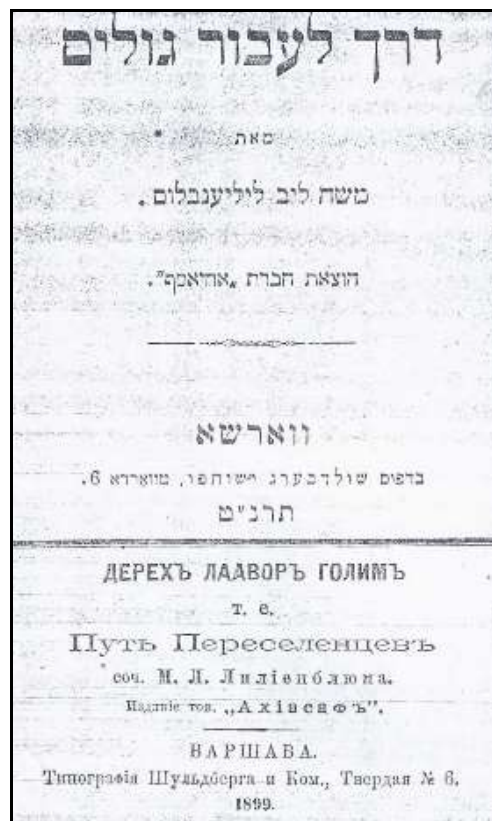 דרך לעבור גולים
מאת
משה ליב ליליענבלום.
הוצאת חברת „אחיאסף".
ווארשא
בדפוס שולדבערג ושותפו, טווארדא 6.
תרנ"ט
ДЕРЕХЪ ЛААВОРЪ ГОЛИМЪ
т. е.
Путь Переселенцевъ
соч. М. Л. Лиліенблюма.
Изданіе тов. „Ахіасафъ".
ВАРШАВА.
Типографія Шульдберга и Ком., Твердая № 6.
1899.